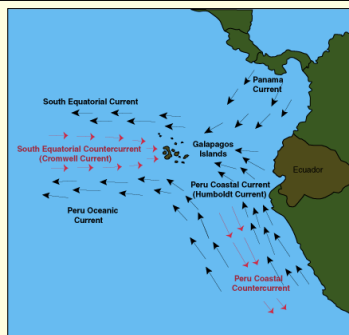 Panama
Current
South Equatorial Current
Galapagos
Islands
South Equatorial Countercurrent
(Cromwell Current)
Ecuador
Peru Coastal Current
(Humboldt Current)
Peru Oceanic
Current
Peru Coastal
Countercurrent